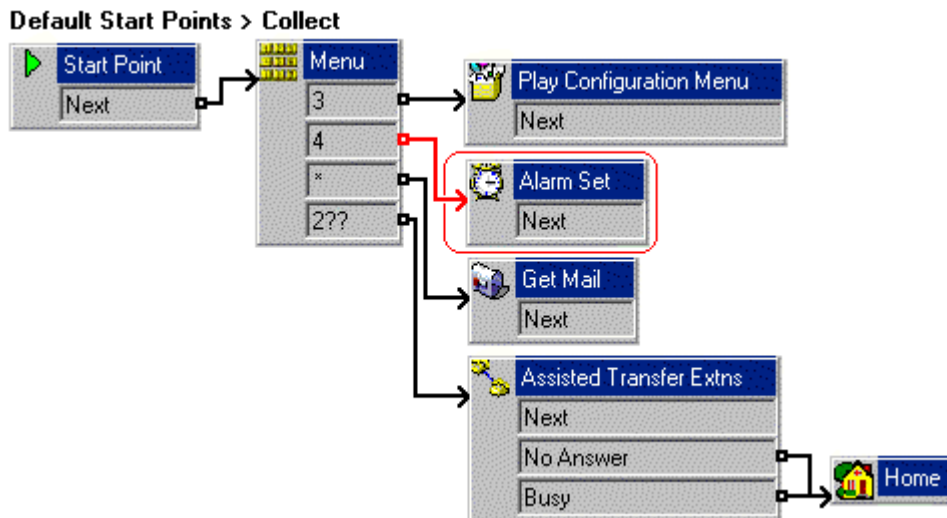 Default Start Points > Collect
Start Point
Next
Menu
3
4
*
2??
Play Configuration Menu
Next
Alarm Set
Next
Get Mail
Next
Assisted Transfer Extns
Next
No Answer
Busy
Home